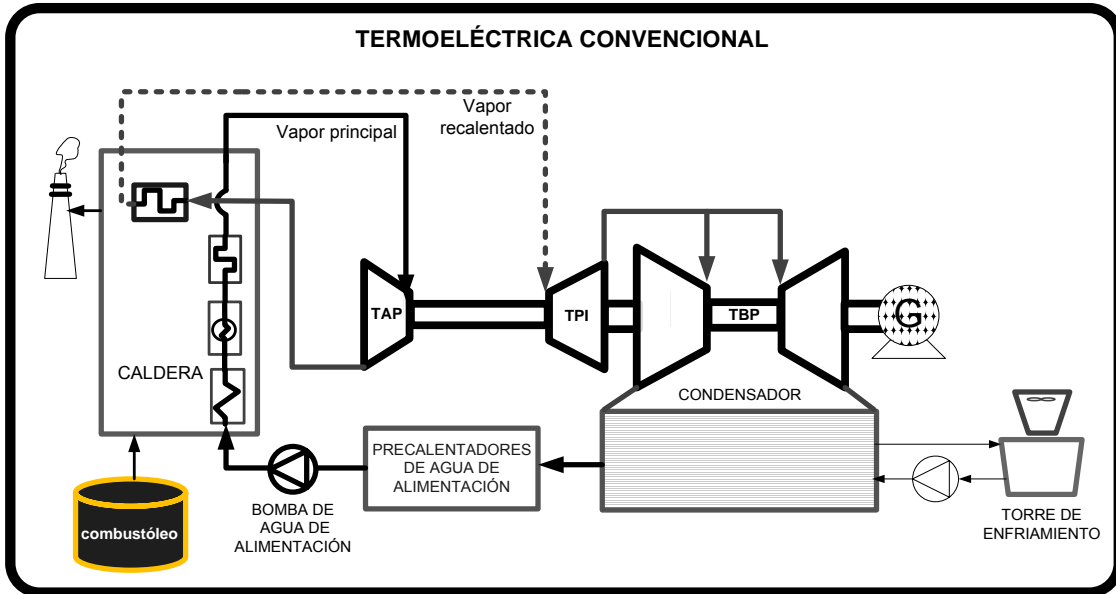 TERMOELÉCTRICA CONVENCIONAL
Vapor
recalentado
Vapor principal
TAP
TPI
TBP
G
CALDERA
CONDENSADOR
PRECALENTADORES
DE AGUA DE
ALIMENTACIÓN
combustóleo
BOMBA DE
AGUA DE
ALIMENTACIÓN
TORRE DE
ENFRIAMIENTO